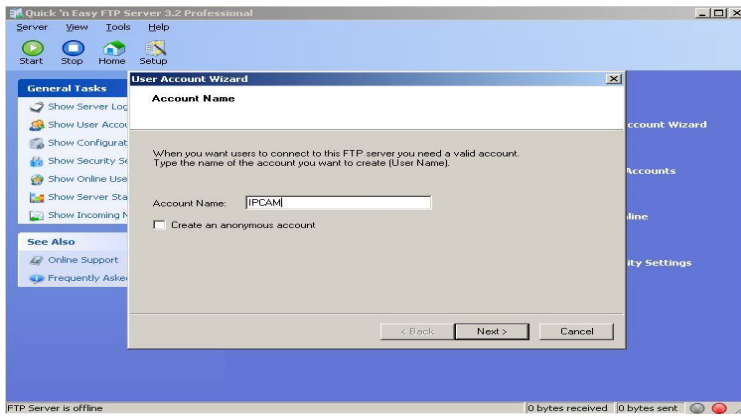 Quick 'n Easy FTP Server 3.2 Professional
Server View Tools Help
Start Stop Home Setup
General Tasks
Show Server Log
Show User Accou
Show Configurat
Show Security Se
Show Online Use
Show Server Sta
Show Incoming M
See Also
Online Support
Frequently Aske
User Account Wizard
Account Name
When you want users to connect to this FTP server you need a valid account.
Type the name of the account you want to create (User Name).
Account Name: IPCAM
Create an anonymous account
< Back Next > Cancel
ccount Wizard
Accounts
line
ity Settings
FTP Server is offline
0 bytes received 0 bytes sent